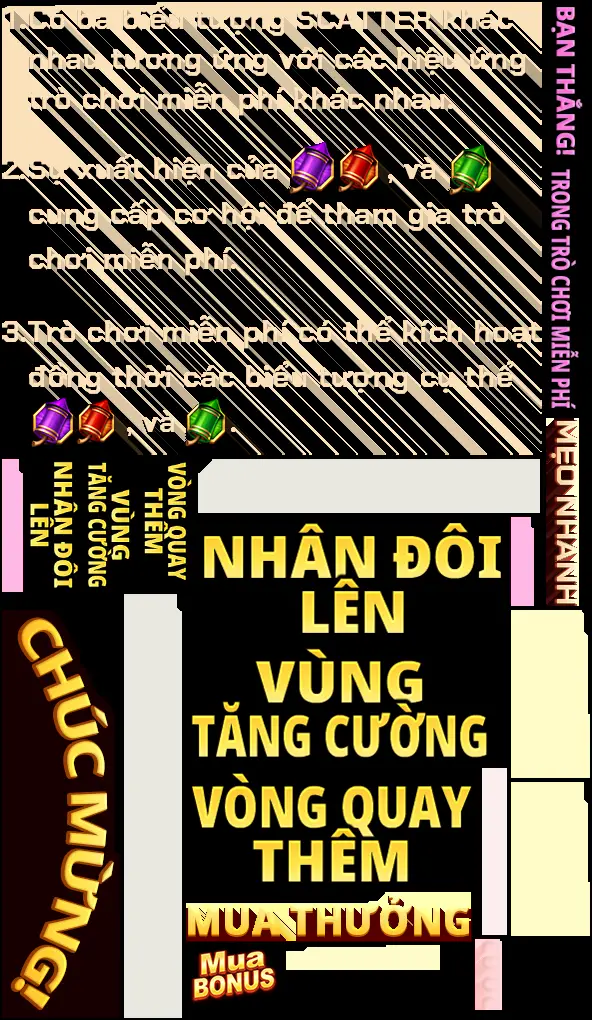 1.Có ba biểu tượng SCATTER khác
nhau tương ứng với các hiệu ứng
trò chơi miễn phí khác nhau.
2.Sự xuất hiện của , và
cung cấp cơ hội để tham gia trò
chơi miễn phí.
3.Trò chơi miễn phí có thể kích hoạt
đồng thời các biểu tượng cụ thể
, và .
BẠN THẮNG!
TRONG TRÒ CHƠI MIỄN PHÍ
MẸO NHANH
VÒNG QUAY
THÊM
VÙNG
TĂNG CƯỜNG
NHÂN ĐÔI
LÊN
NHÂN ĐÔI
LÊN
VÙNG
TĂNG CƯỜNG
VÒNG QUAY
THÊM
CHÚC MỪNG!
MUA THƯỞNG
Mua
BONUS